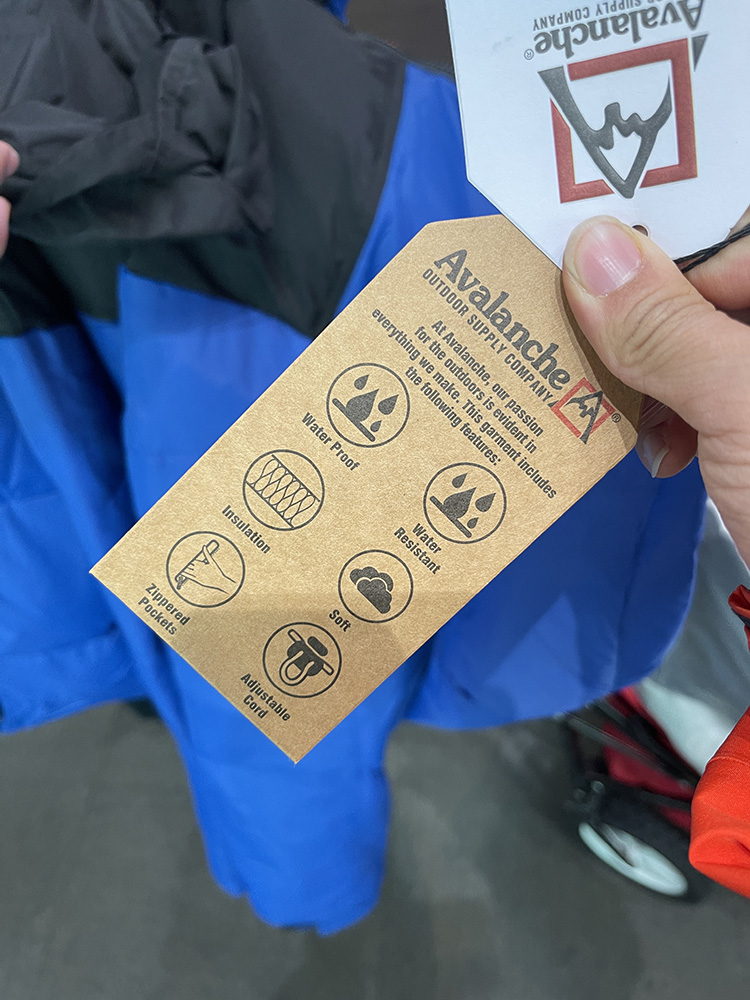 Avalanche®
OUTDOOR SUPPLY COMPANY
Avalanche
OUTDOOR SUPPLY COMPANY ®
At Avalanche, our passion
for the outdoors is evident in
everything we make. This garment includes
the following features:
Water Proof
Water
Resistant
Insulation
Soft
Zippered
Pockets
Adjustable
Cord